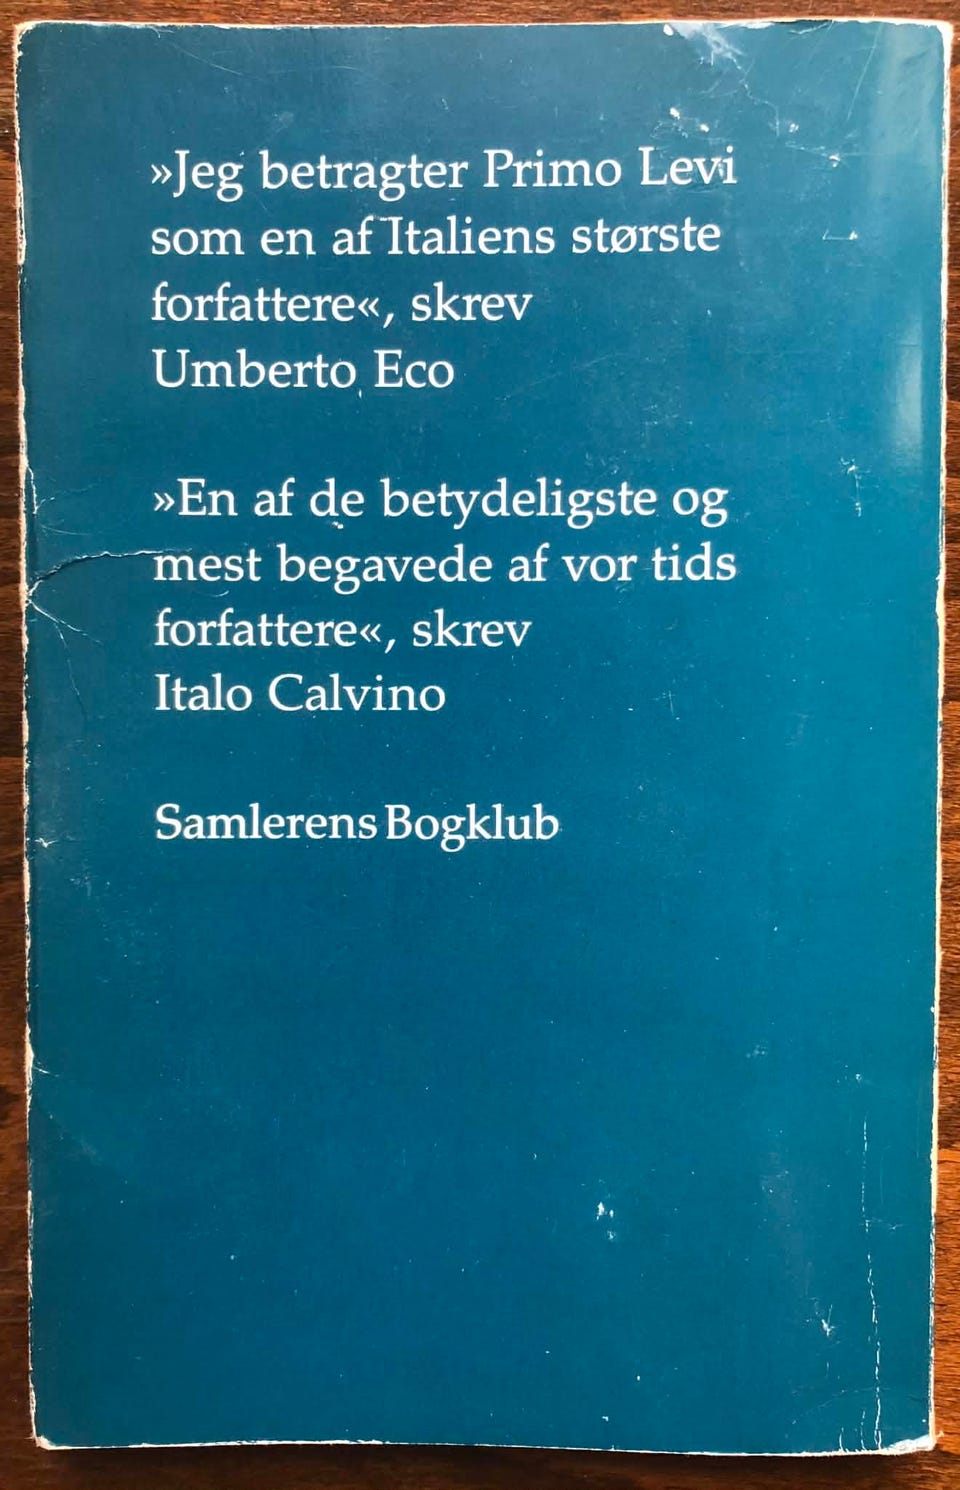 »Jeg betragter Primo Levi
som en af Italiens største
forfattere«, skrev
Umberto Eco
»En af de betydeligste og
mest begavede af vor tids
forfattere«, skrev
Italo Calvino
Samlerens Bogklub